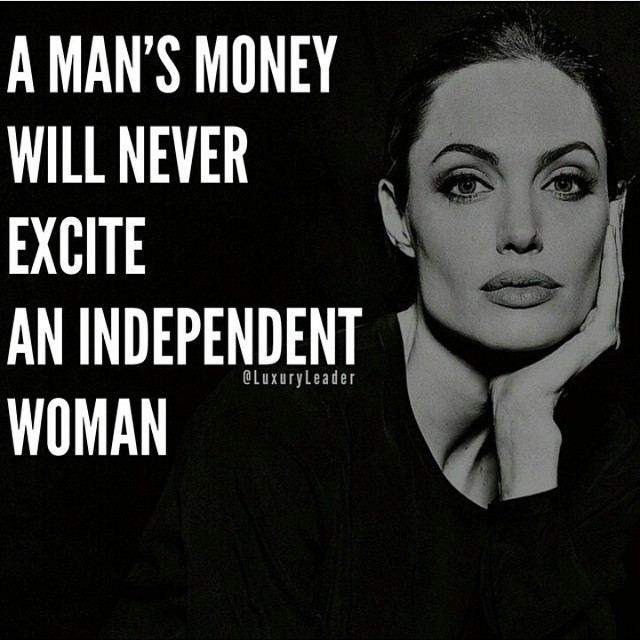 A MAN’S MONEY
WILL NEVER
EXCITE
AN INDEPENDENT
@LuxuryLeader
WOMAN